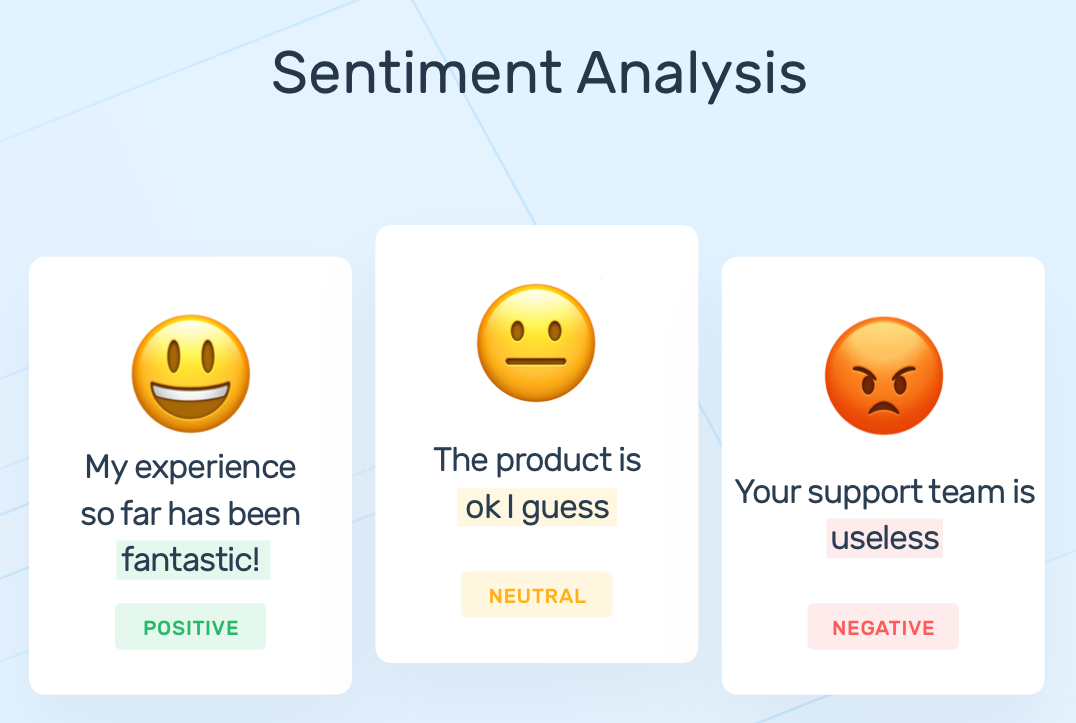 Sentiment Analysis
My experience
so far has been
fantastic!
POSITIVE
The product is
ok I guess
NEUTRAL
Your support team is
useless
NEGATIVE